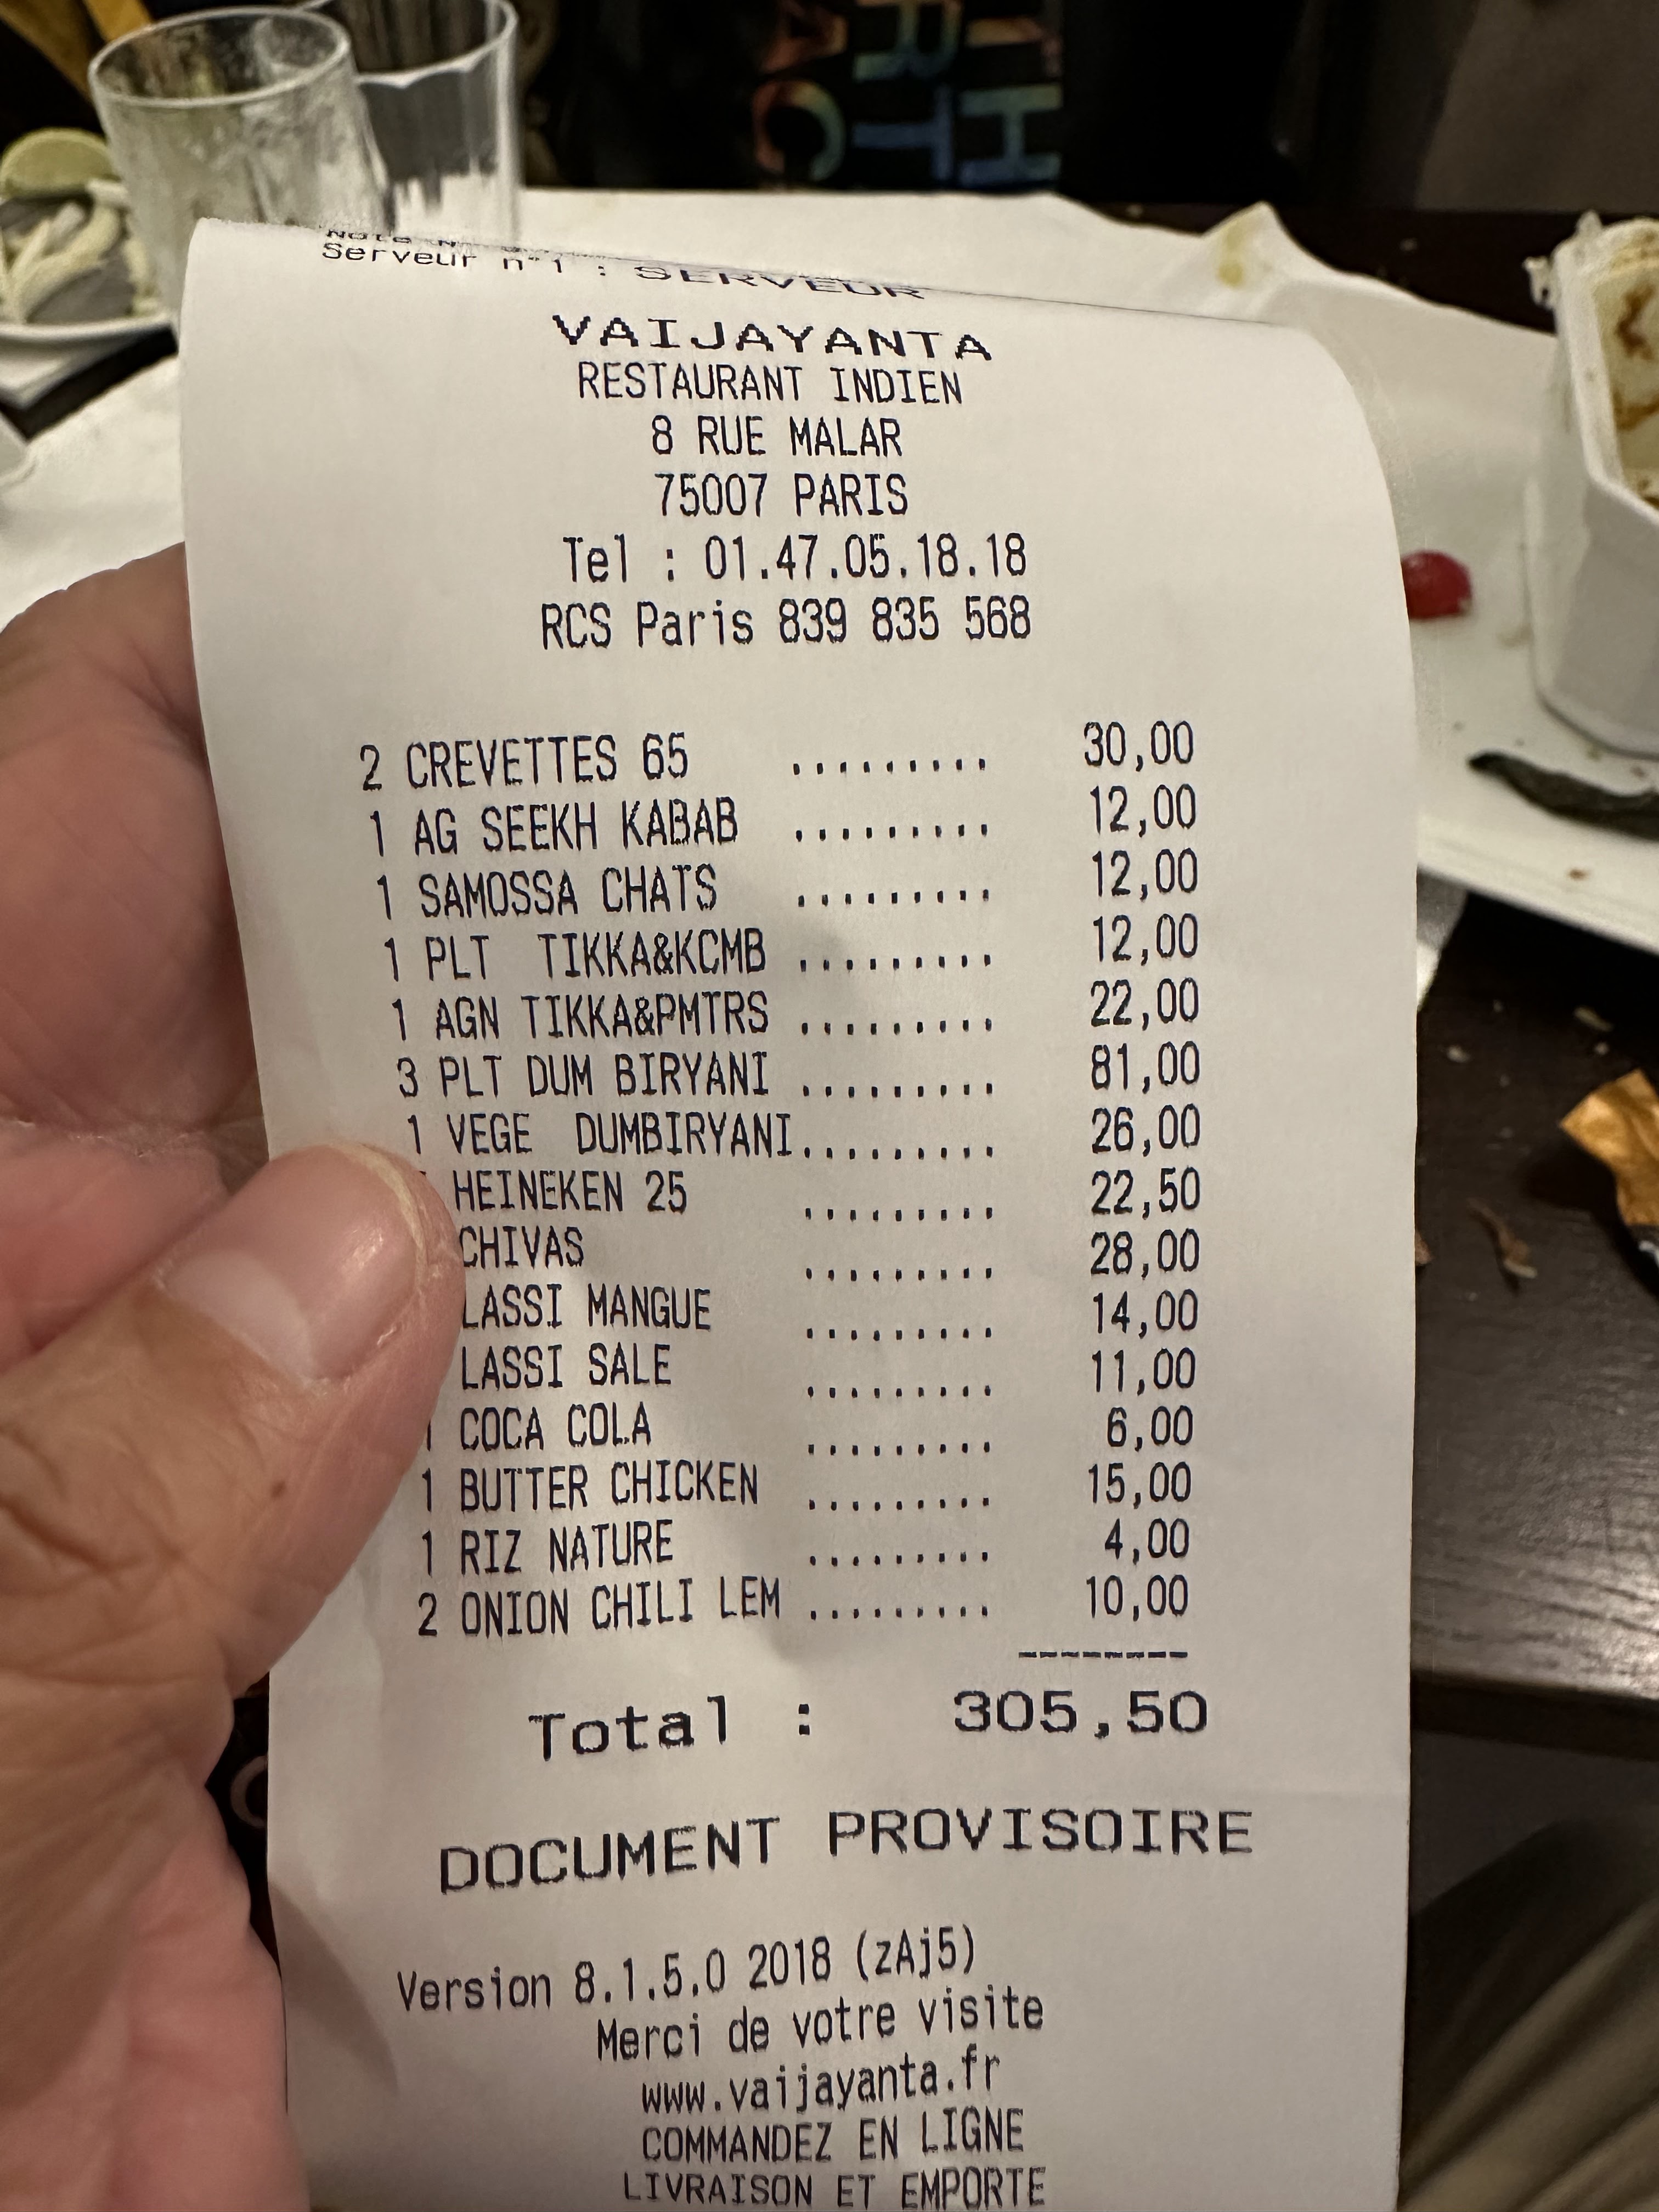 Serveur n°1 : SERVEUR
VAIJAYANTA
RESTAURANT INDIEN
8 RUE MALAR
75007 PARIS
Tel : 01.47.05.18.18
RCS Paris 839 835 568
2 CREVETTES 65 ......... 30,00
1 AG SEEKH KABAB ......... 12,00
1 SAMOSSA CHATS ......... 12,00
1 PLT TIKKA&KCMB ......... 12,00
1 AGN TIKKA&PMTRS ......... 22,00
3 PLT DUM BIRYANI ......... 81,00
1 VEGE DUMBIRYANI......... 26,00
HEINEKEN 25 ......... 22,50
CHIVAS ......... 28,00
LASSI MANGUE ......... 14,00
LASSI SALE ......... 11,00
1 COCA COLA ......... 6,00
1 BUTTER CHICKEN ......... 15,00
1 RIZ NATURE ......... 4,00
2 ONION CHILI LEM ......... 10,00
--------
Total : 305,50
DOCUMENT PROVISOIRE
Version 8.1.5.0 2018 (zAj5)
Merci de votre visite
www.vaijayanta.fr
COMMANDEZ EN LIGNE
LIVRAISON ET EMPORTE